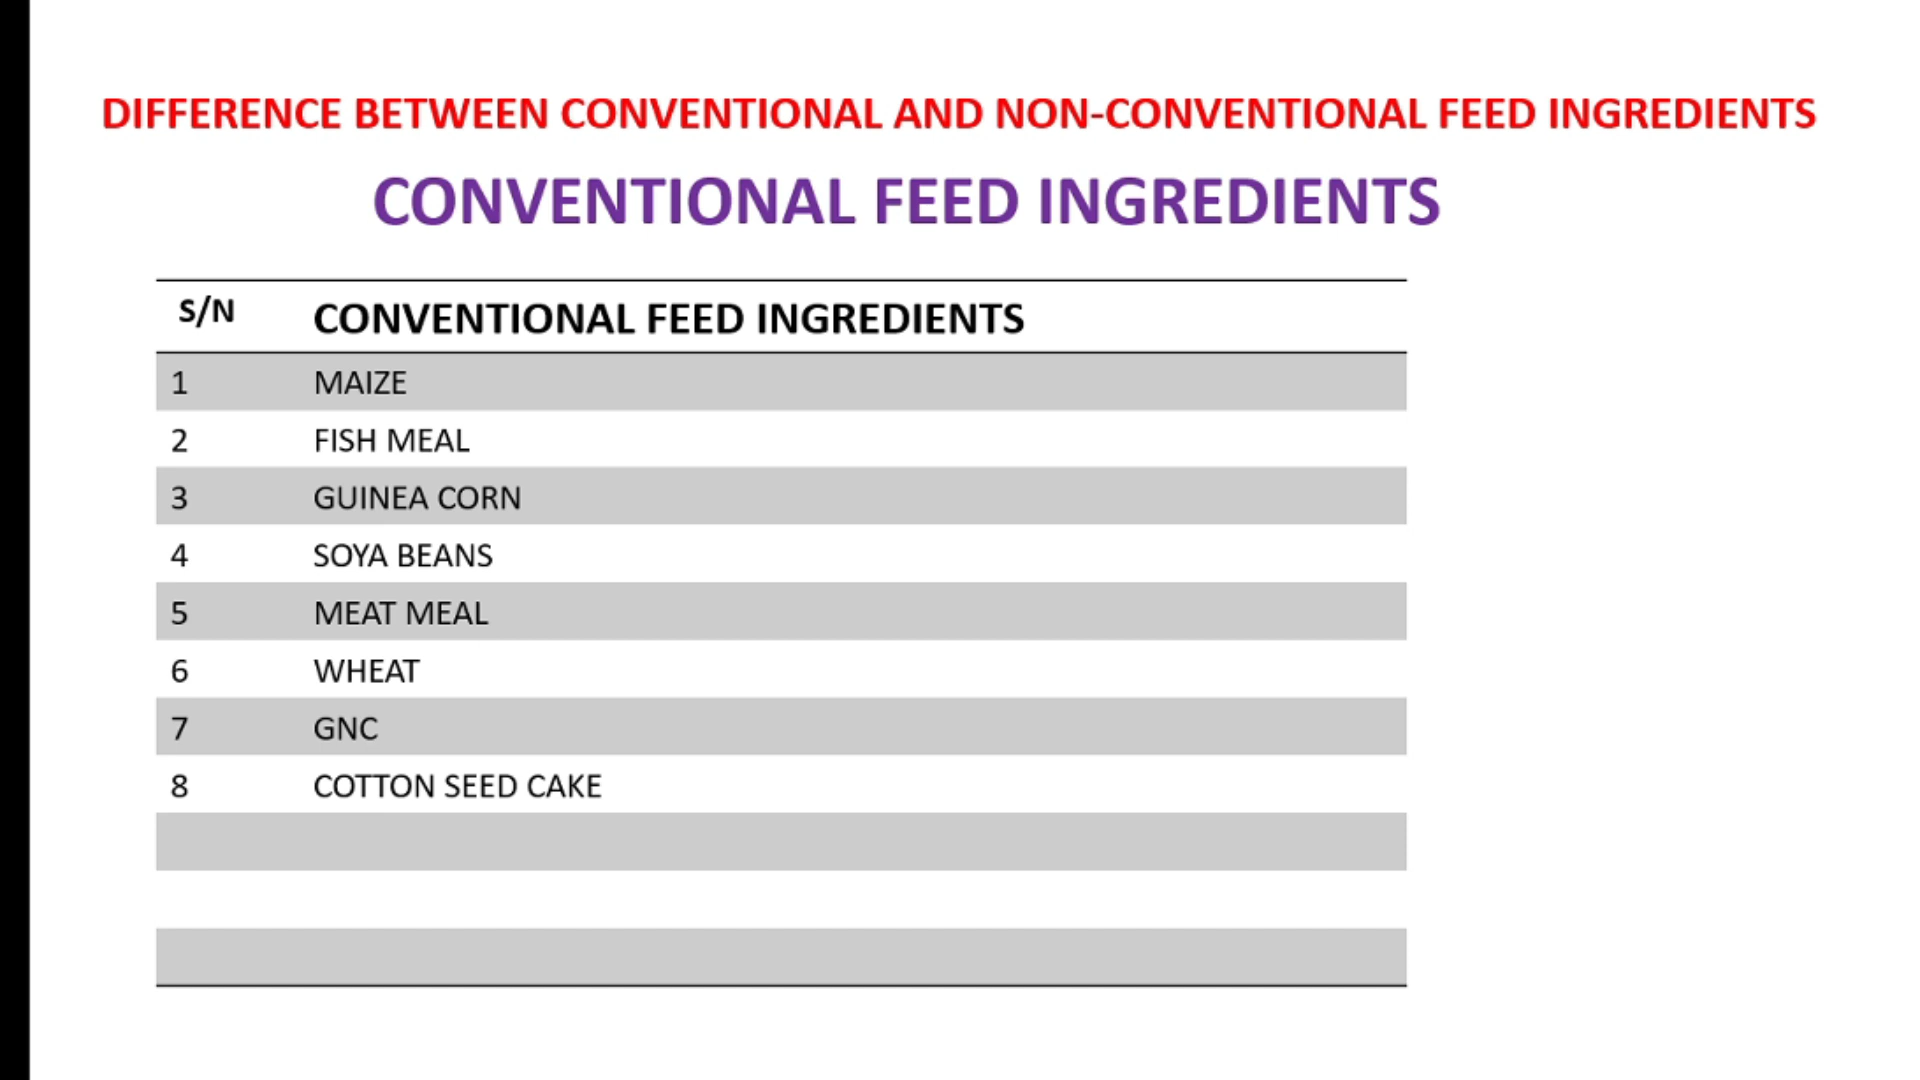 DIFFERENCE BETWEEN CONVENTIONAL AND NON-CONVENTIONAL FEED INGREDIENTS
CONVENTIONAL FEED INGREDIENTS
S/N CONVENTIONAL FEED INGREDIENTS
1 MAIZE
2 FISH MEAL
3 GUINEA CORN
4 SOYA BEANS
5 MEAT MEAL
6 WHEAT
7 GNC
8 COTTON SEED CAKE